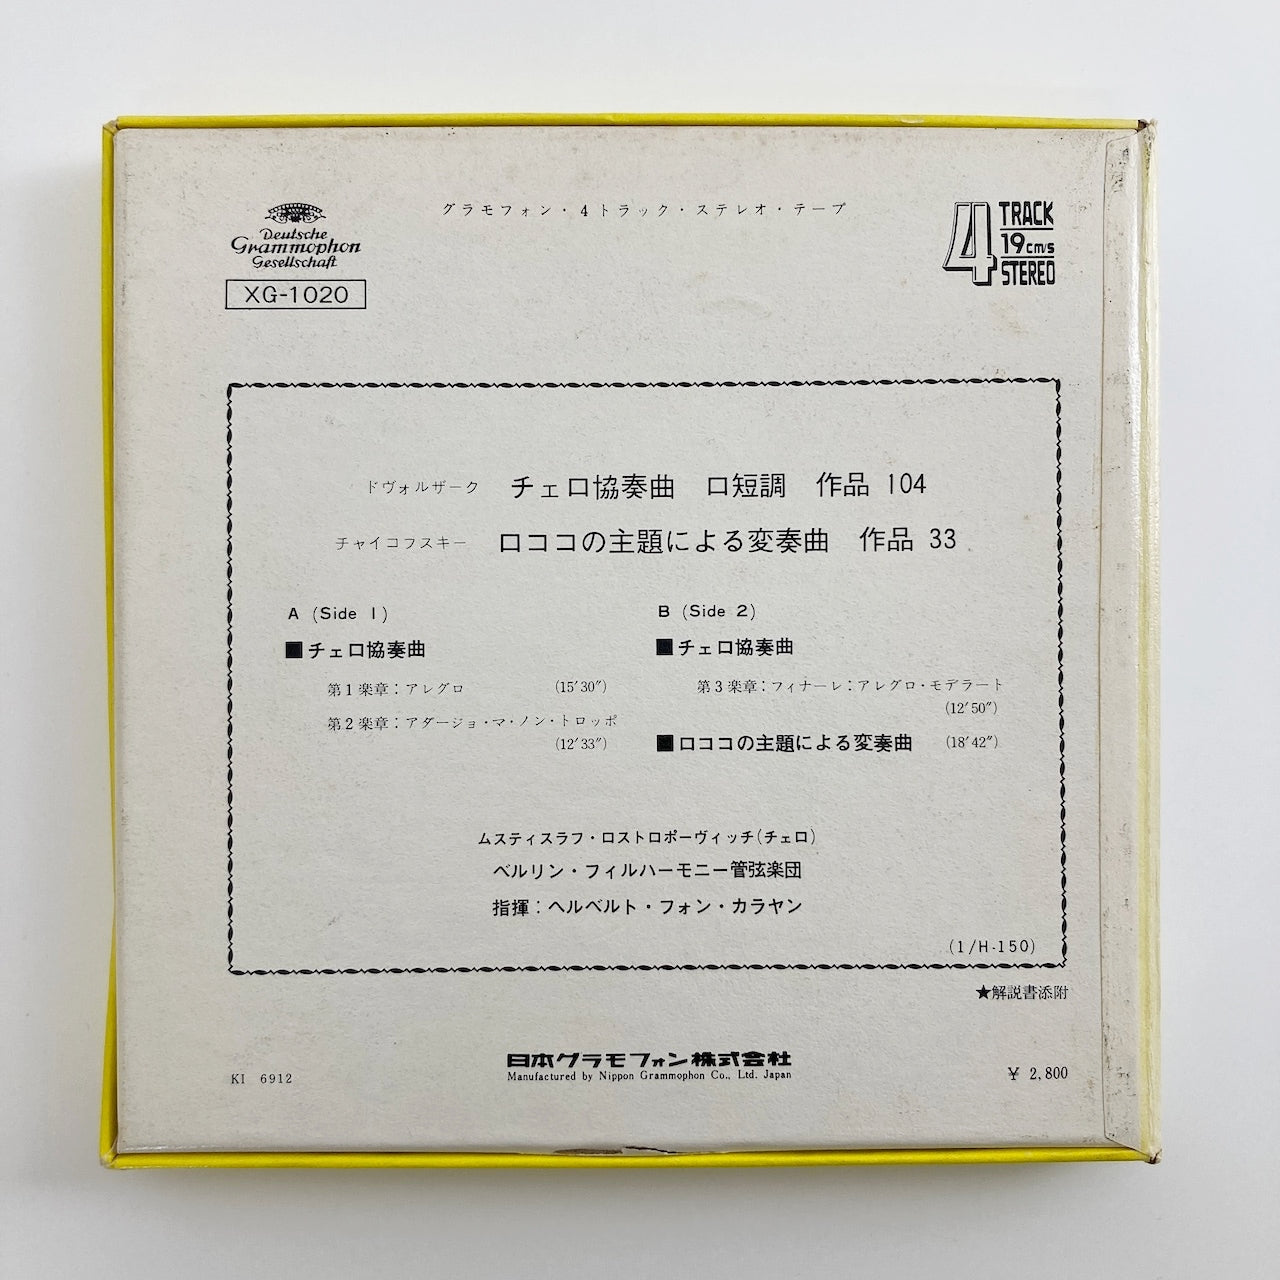 グラモフォン・4トラック・ステレオ・テープ
Deutsche
Grammophon
Gesellschaft
XG-1020
4 TRACK
19cm/s
STEREO
ドヴォルザーク チェロ協奏曲 ロ短調 作品 104
チャイコフスキー ロココの主題による変奏曲 作品 33
A (Side 1)
■チェロ協奏曲
第1楽章：アレグロ (15′30″)
第2楽章：アダージョ・マ・ノン・トロッポ
(12′33″)
B (Side 2)
■チェロ協奏曲
第3楽章：フィナーレ：アレグロ・モデラート
(12′50″)
■ロココの主題による変奏曲 (18′42″)
ムスティスラフ・ロストロポーヴィッチ(チェロ)
ベルリン・フィルハーモニー管弦楽団
指揮：ヘルベルト・フォン・カラヤン
(1/H-150)
★解説書添附
日本グラモフォン株式会社
Manufactured by Nippon Grammophon Co., Ltd. Japan
KI 6912
¥ 2,800